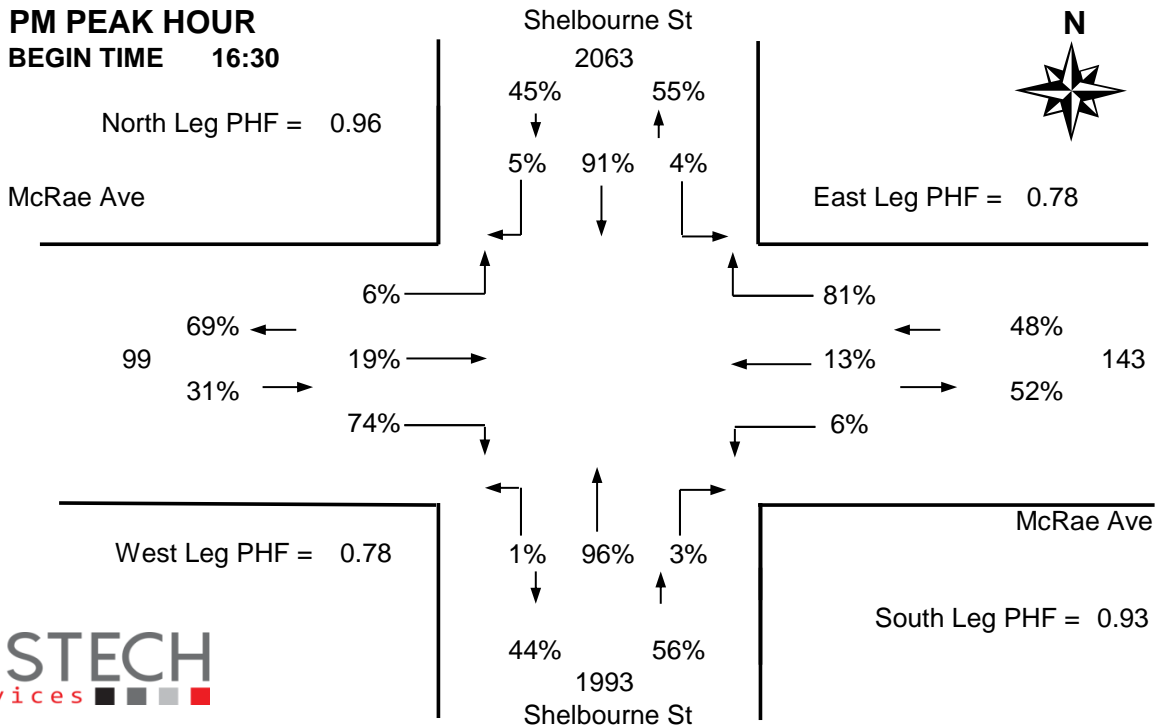 PM PEAK HOUR
BEGIN TIME 16:30
Shelbourne St
2063
N
45% 55%
North Leg PHF = 0.96
5% 91% 4%
McRae Ave
East Leg PHF = 0.78
6% 81%
69% 48%
99 19% 13% 143
31% 52%
74% 6%
McRae Ave
West Leg PHF = 0.78
1% 96% 3%
South Leg PHF = 0.93
44% 56%
1993
Shelbourne St
STECH
vices